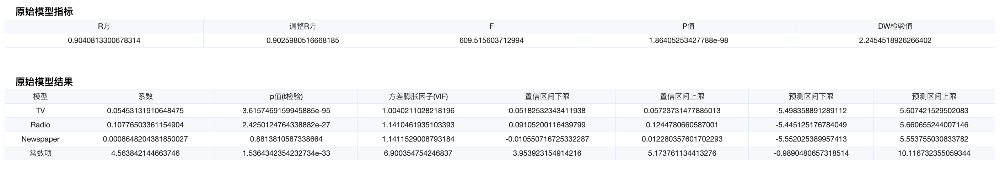 原始模型指标
R方 调整R方 F P值 DW检验值
0.9040813300678314 0.9025980516668185 609.515603712994 1.86405253427788e-98 2.2454518926266402
原始模型结果
模型 系数 p值(t检验) 方差膨胀因子(VIF) 置信区间下限 置信区间上限 预测区间下限 预测区间上限
TV 0.05453131910648475 3.6157469159945885e-95 1.0040211028218196 0.05182532343411938 0.05723731477885013 -5.498358891289112 5.607421529502083
Radio 0.10776503361154904 2.4250124764338882e-27 1.1410461935103393 0.09105200116439799 0.1244780660587001 -5.445125176784049 5.660655244007146
Newspaper 0.0008648204381850027 0.8813810587338664 1.1411529008793184 -0.010550716725332287 0.012280357601702293 -5.552025389957413 5.553755030833782
常数项 4.563842144663746 1.5364342354232734e-33 6.900354754246837 3.953923154914216 5.173761134413276 -0.9890480657318514 10.116732355059344